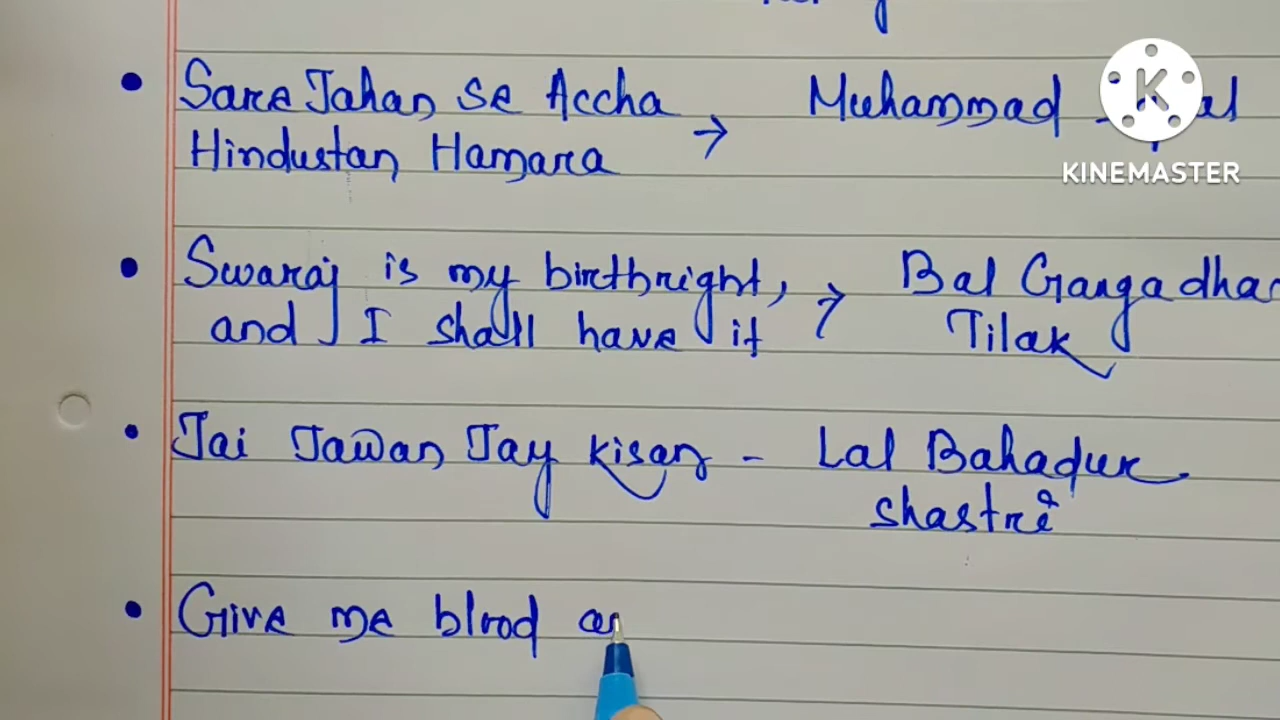 Sare Jahan se Accha → Muhammad
Hindustan Hamara
KINEMASTER
Swaraj is my birthright, → Bal Gangadhar
and I shall have it Tilak
Jai Jawan Jay kisan - Lal Bahadur
shastri
Give me blood